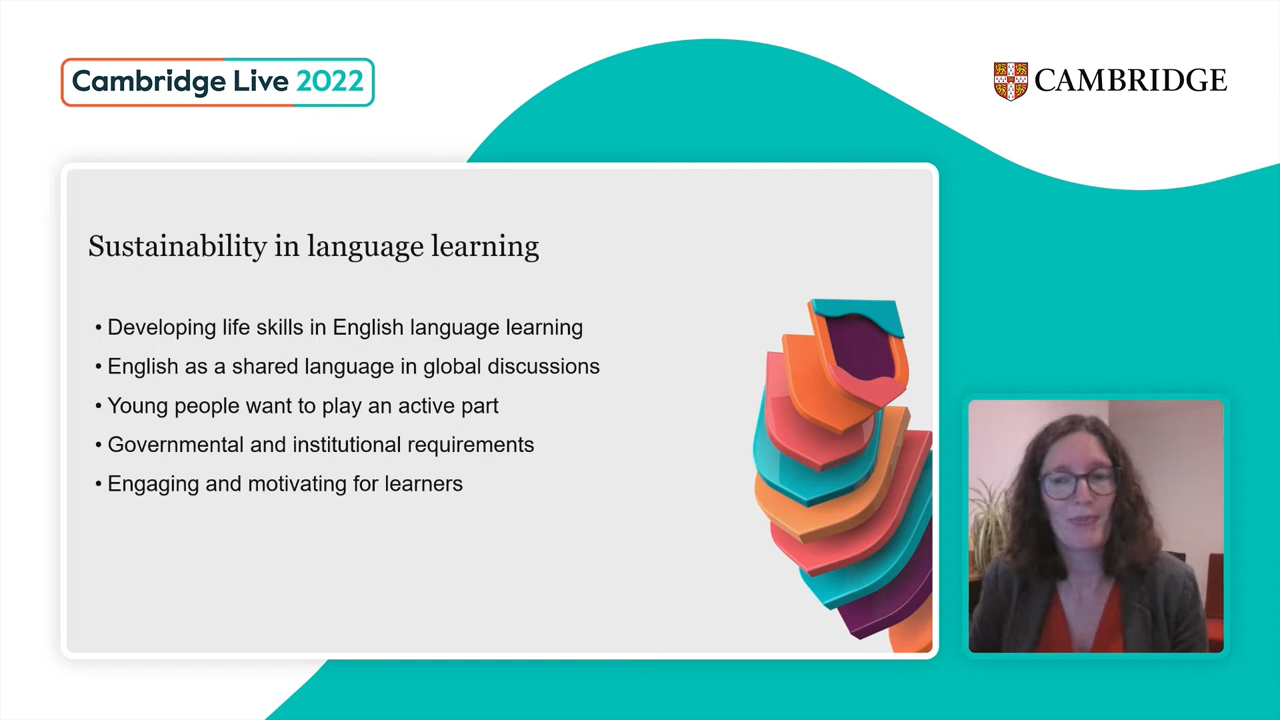 Cambridge Live 2022
CAMBRIDGE
Sustainability in language learning
• Developing life skills in English language learning
• English as a shared language in global discussions
• Young people want to play an active part
• Governmental and institutional requirements
• Engaging and motivating for learners